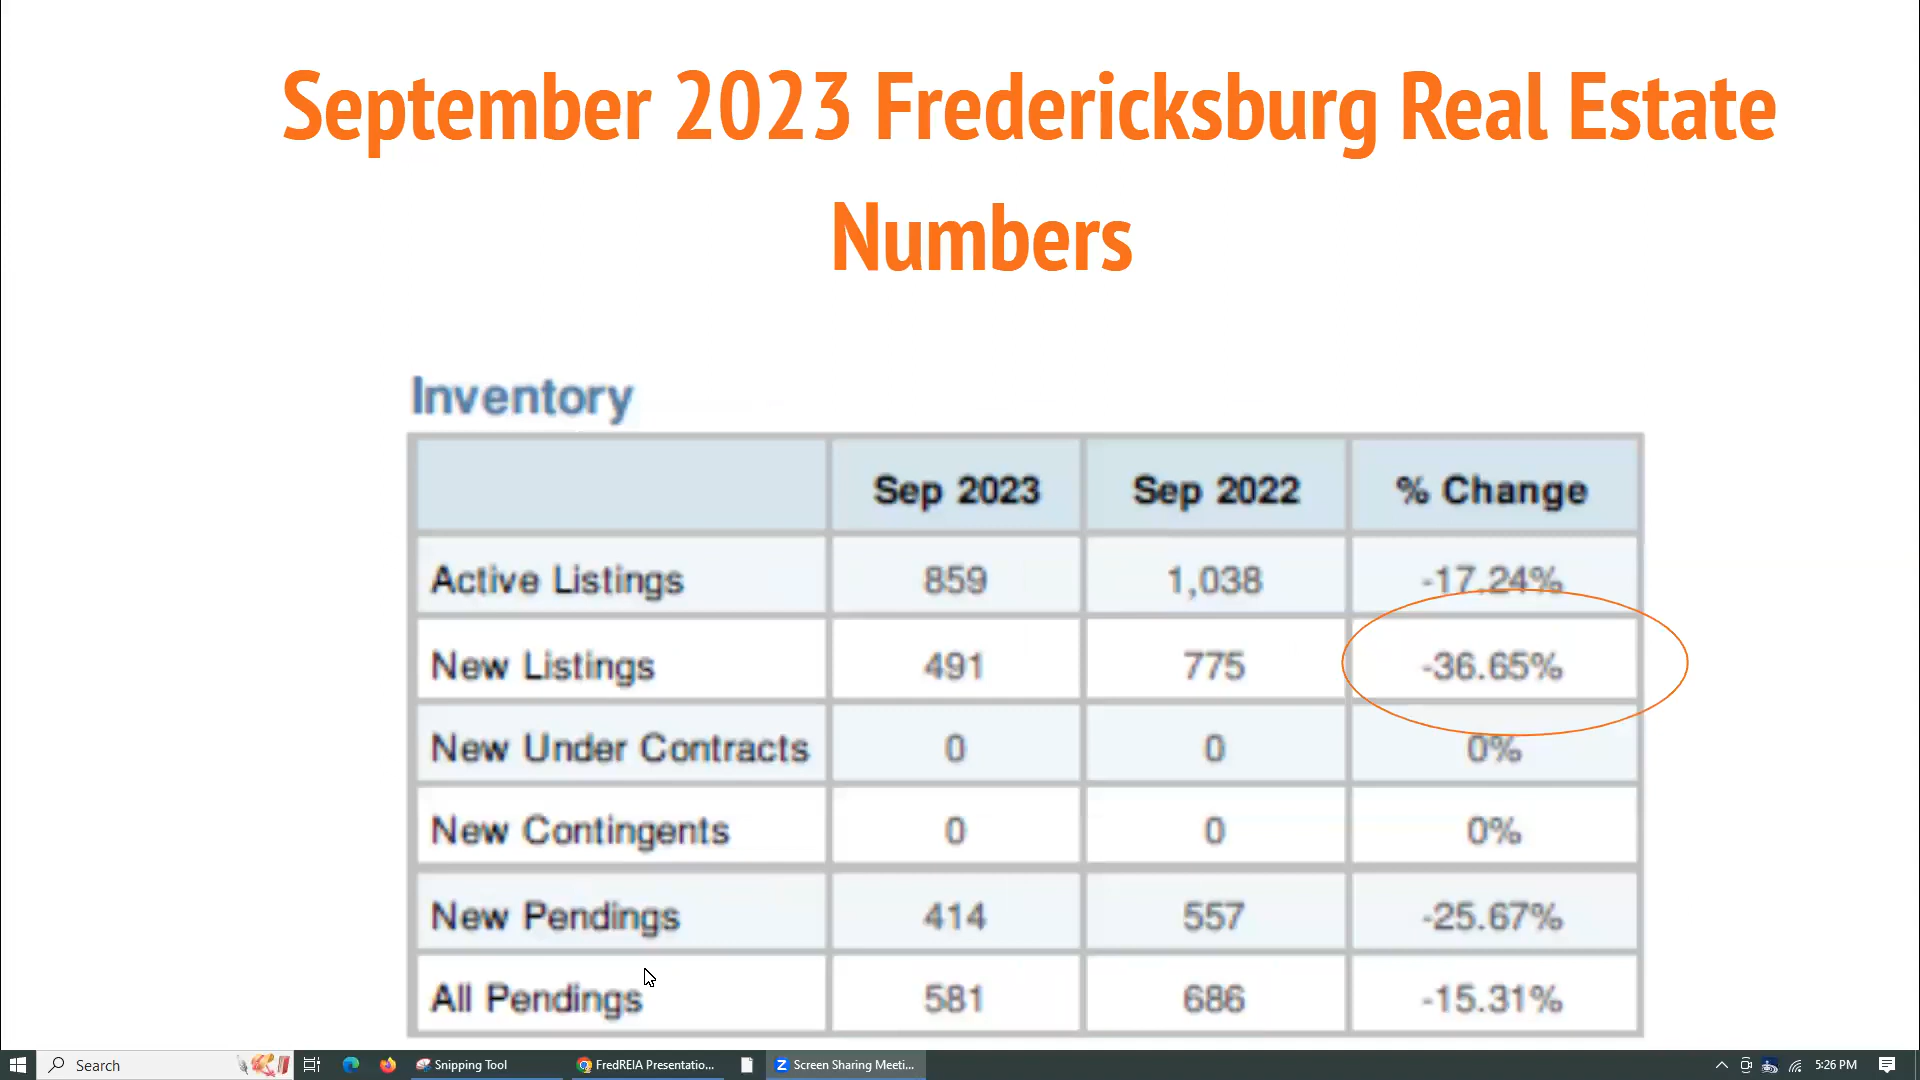 September 2023 Fredericksburg Real Estate
Numbers
Inventory
Sep 2023 Sep 2022 % Change
Active Listings 859 1,038 -17.24%
New Listings 491 775 -36.65%
New Under Contracts 0 0 0%
New Contingents 0 0 0%
New Pendings 414 557 -25.67%
All Pendings 581 686 -15.31%
Search Snipping Tool FredREIA Presentatio... Screen Sharing Meeti... 5:26 PM